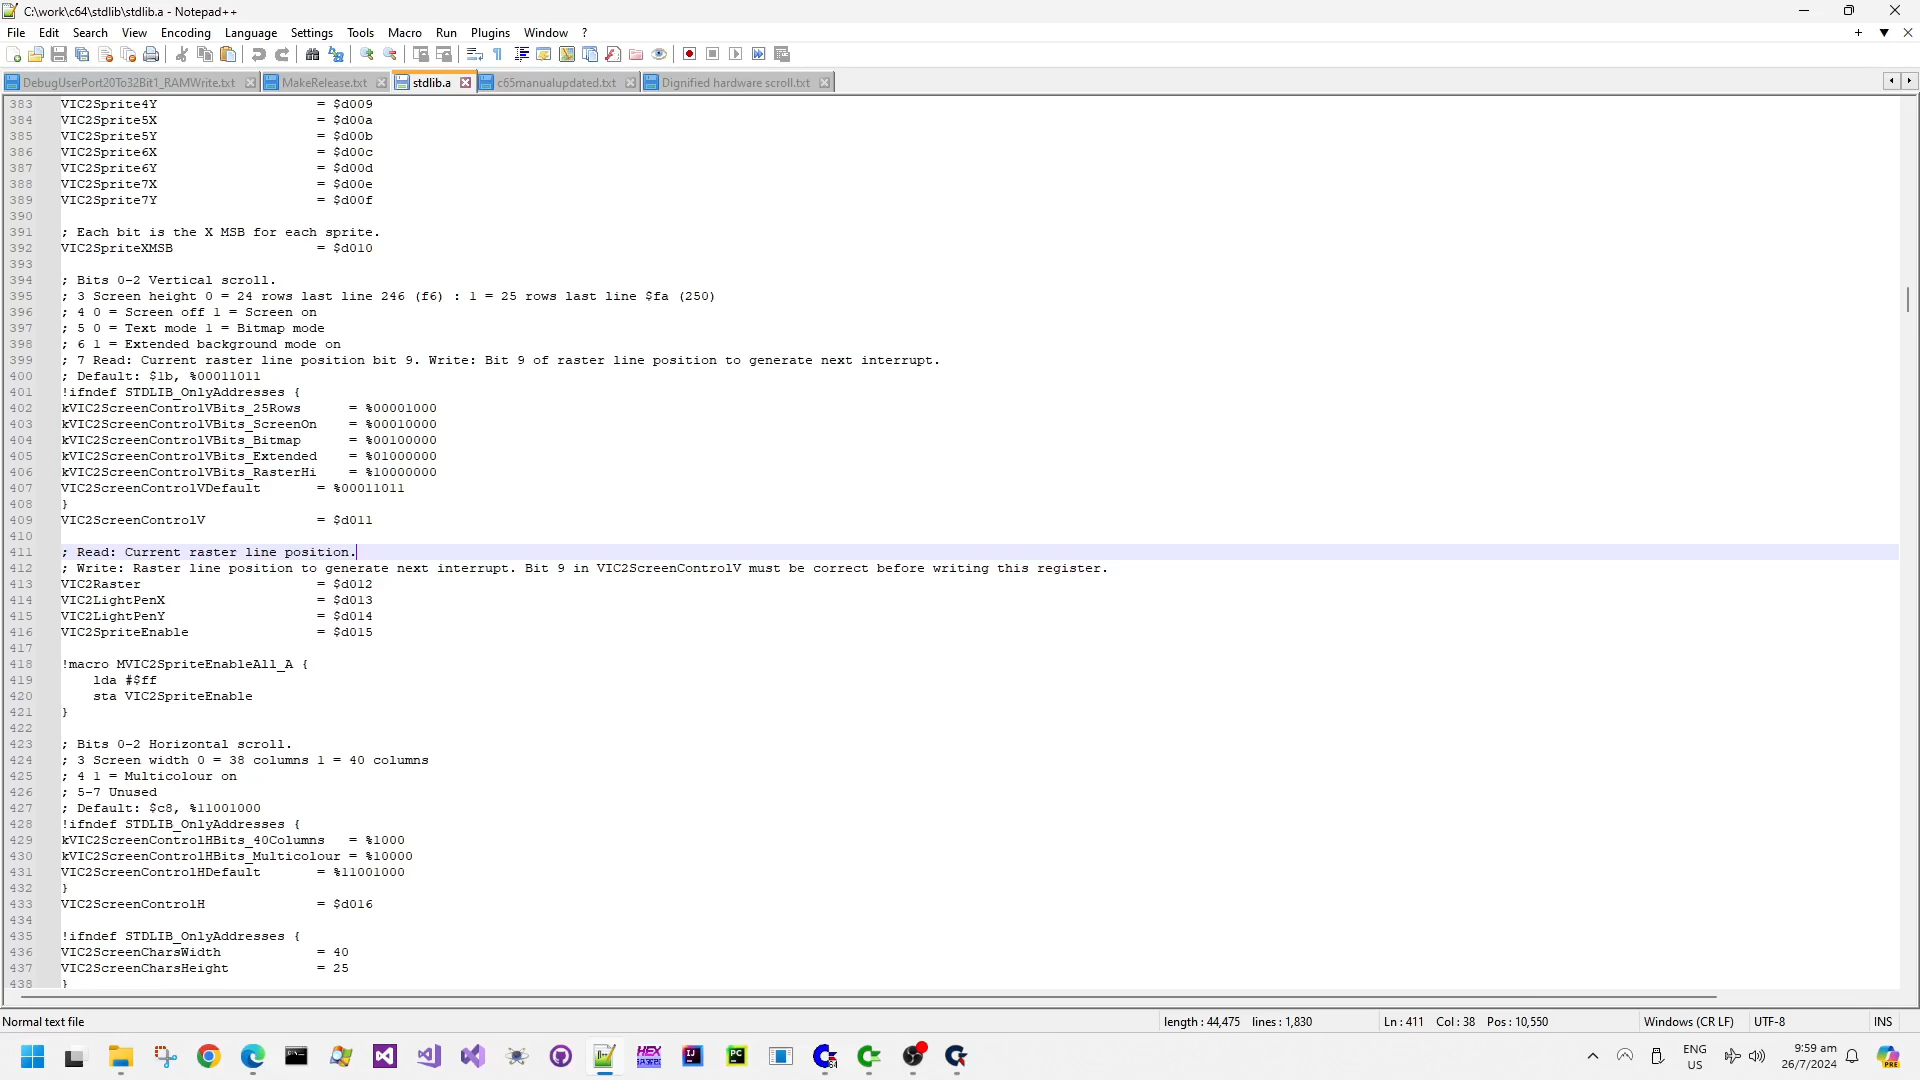 C:\work\c64\stdlib\stdlib.a - Notepad++
File Edit Search View Encoding Language Settings Tools Macro Run Plugins Window ?
DebugUserPort20To32Bit1_RAMWrite.txt MakeRelease.txt stdlib.a c65manualupdated.txt Dignified hardware scroll.txt
383 VIC2Sprite4Y = $d009
384 VIC2Sprite5X = $d00a
385 VIC2Sprite5Y = $d00b
386 VIC2Sprite6X = $d00c
387 VIC2Sprite6Y = $d00d
388 VIC2Sprite7X = $d00e
389 VIC2Sprite7Y = $d00f
390
391 ; Each bit is the X MSB for each sprite.
392 VIC2SpriteXMSB = $d010
393
394 ; Bits 0-2 Vertical scroll.
395 ; 3 Screen height 0 = 24 rows last line 246 (f6) : 1 = 25 rows last line $fa (250)
396 ; 4 0 = Screen off 1 = Screen on
397 ; 5 0 = Text mode 1 = Bitmap mode
398 ; 6 1 = Extended background mode on
399 ; 7 Read: Current raster line position bit 9. Write: Bit 9 of raster line position to generate next interrupt.
400 ; Default: $1b, %00011011
401 !ifndef STDLIB_OnlyAddresses {
402 kVIC2ScreenControlVBits_25Rows = %00001000
403 kVIC2ScreenControlVBits_ScreenOn = %00010000
404 kVIC2ScreenControlVBits_Bitmap = %00100000
405 kVIC2ScreenControlVBits_Extended = %01000000
406 kVIC2ScreenControlVBits_RasterHi = %10000000
407 VIC2ScreenControlVDefault = %00011011
408 }
409 VIC2ScreenControlV = $d011
410
411 ; Read: Current raster line position.
412 ; Write: Raster line position to generate next interrupt. Bit 9 in VIC2ScreenControlV must be correct before writing this register.
413 VIC2Raster = $d012
414 VIC2LightPenX = $d013
415 VIC2LightPenY = $d014
416 VIC2SpriteEnable = $d015
417
418 !macro MVIC2SpriteEnableAll_A {
419 lda #$ff
420 sta VIC2SpriteEnable
421 }
422
423 ; Bits 0-2 Horizontal scroll.
424 ; 3 Screen width 0 = 38 columns 1 = 40 columns
425 ; 4 1 = Multicolour on
426 ; 5-7 Unused
427 ; Default: $c8, %11001000
428 !ifndef STDLIB_OnlyAddresses {
429 kVIC2ScreenControlHBits_40Columns = %1000
430 kVIC2ScreenControlHBits_Multicolour = %10000
431 VIC2ScreenControlHDefault = %11001000
432 }
433 VIC2ScreenControlH = $d016
434
435 !ifndef STDLIB_OnlyAddresses {
436 VIC2ScreenCharsWidth = 40
437 VIC2ScreenCharsHeight = 25
438 }
Normal text file length : 44,475 lines : 1,830 Ln : 411 Col : 38 Pos : 10,550 Windows (CR LF) UTF-8 INS
HEX
IJ
PC
64
ENG
US
9:59 am
26/7/2024
PRE